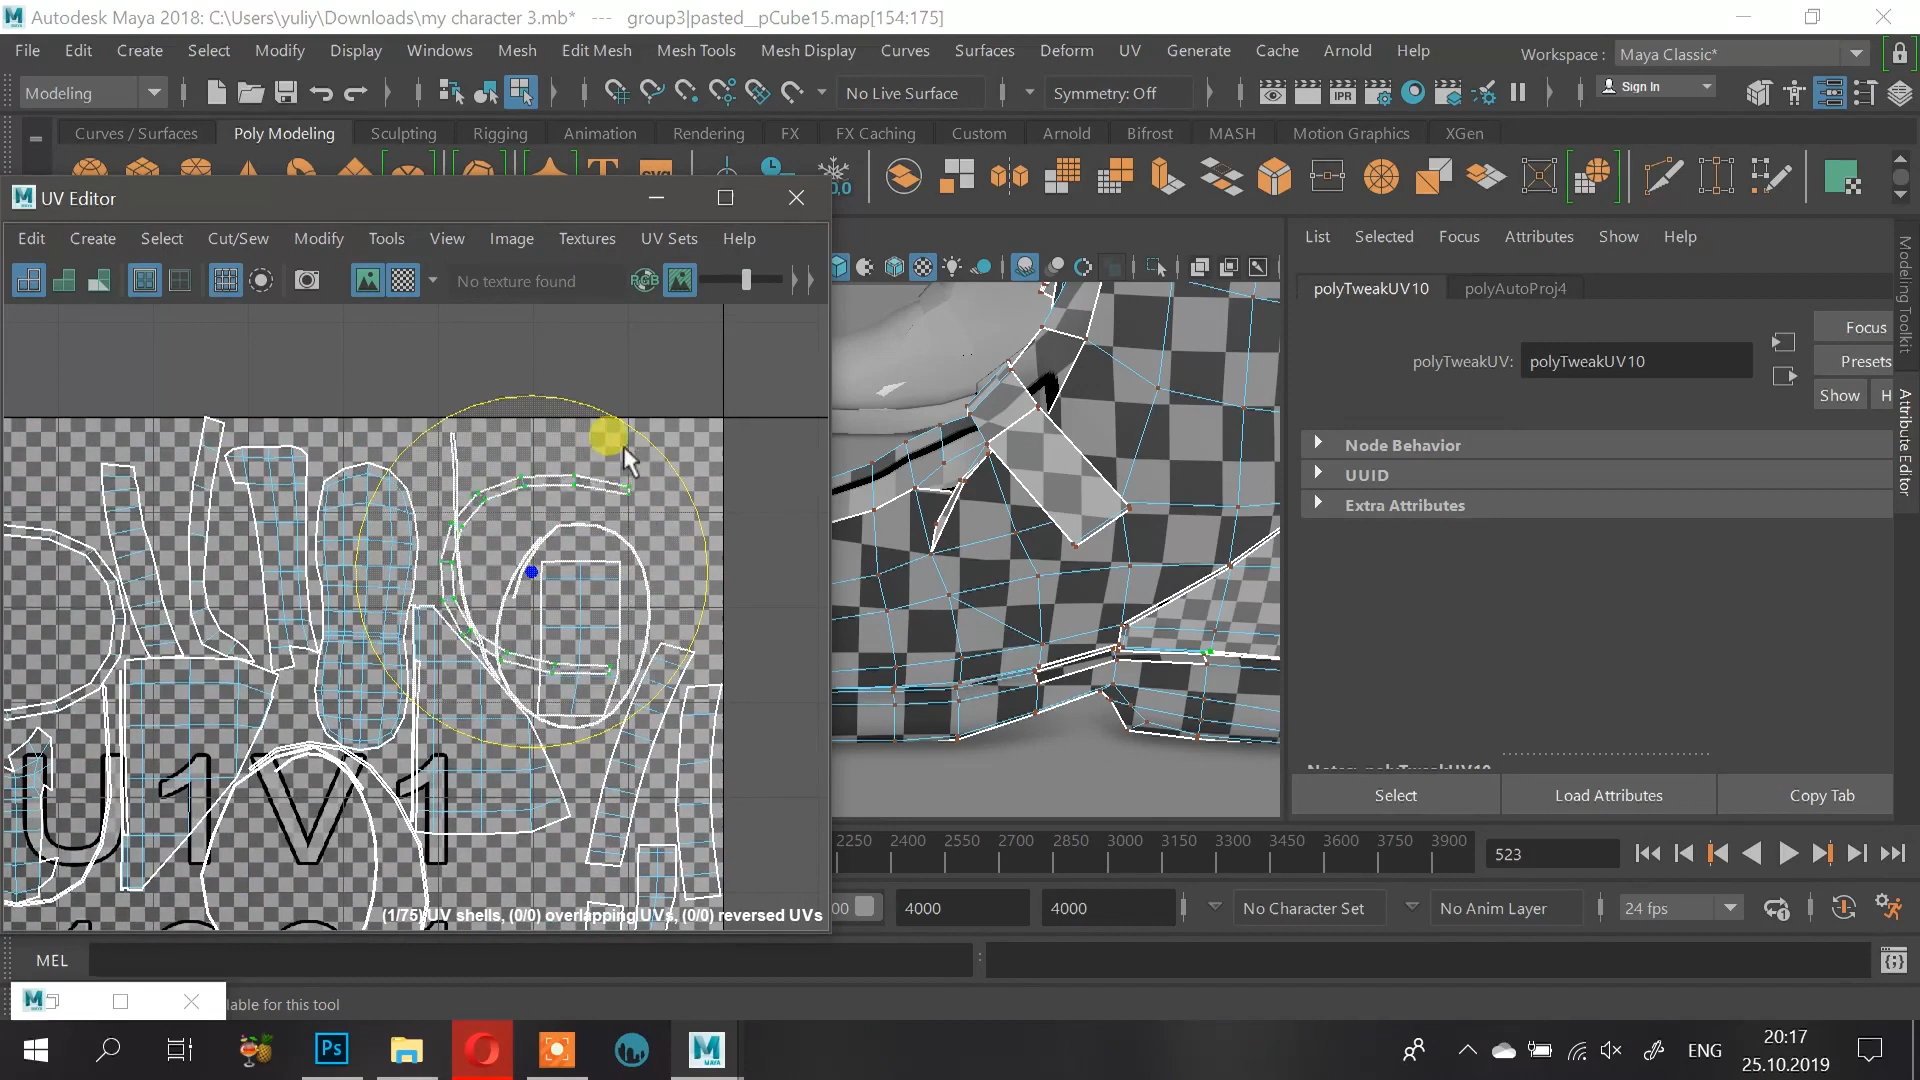 Autodesk Maya 2018: C:\Users\yuliy\Downloads\my character 3.mb*   ---   group3|pasted__pCube15.map[154:175]
File Edit Create Select Modify Display Windows Mesh Edit Mesh Mesh Tools Mesh Display Curves Surfaces Deform UV Generate Cache Arnold Help Workspace : Maya Classic*
Modeling No Live Surface Symmetry: Off IPR Sign In
Curves / Surfaces Poly Modeling Sculpting Rigging Animation Rendering FX FX Caching Custom Arnold Bifrost MASH Motion Graphics XGen
UV Editor
Edit Create Select Cut/Sew Modify Tools View Image Textures UV Sets Help
No texture found RGB
List Selected Focus Attributes Show Help
polyTweakUV10 polyAutoProj4
Focus
polyTweakUV: polyTweakUV10 Presets
Show H
Node Behavior
UUID
Extra Attributes
Modeling Toolkit
Attribute Editor
U1V1
(1/75) UV shells, (0/0) overlapping UVs, (0/0) reversed UVs
Notes: polyTweakUV10
Select Load Attributes Copy Tab
2250 2400 2550 2700 2850 3000 3150 3300 3450 3600 3750 3900 523
00 4000 4000 No Character Set No Anim Layer 24 fps
MEL
lable for this tool
Ps ENG 20:17
25.10.2019